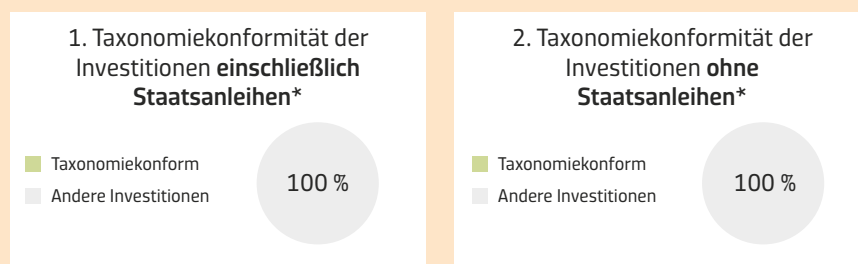 1. Taxonomiekonformität der
Investitionen einschließlich
Staatsanleihen*
Taxonomiekonform
Andere Investitionen
100 %
2. Taxonomiekonformität der
Investitionen ohne
Staatsanleihen*
Taxonomiekonform
Andere Investitionen
100 %